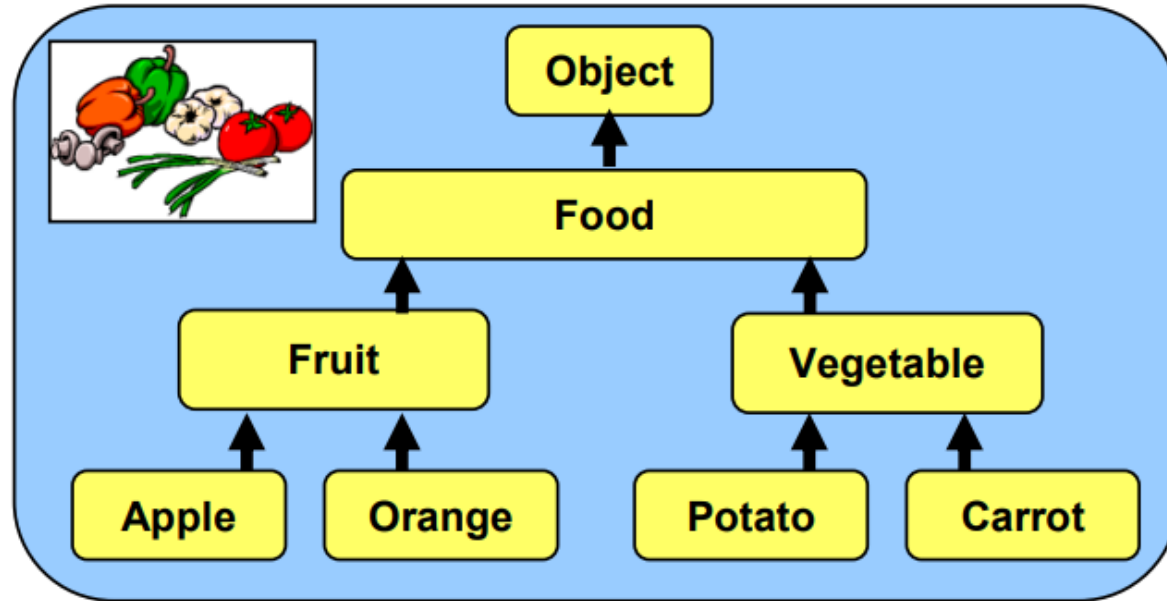 Object
Food
Fruit
Vegetable
Apple
Orange
Potato
Carrot